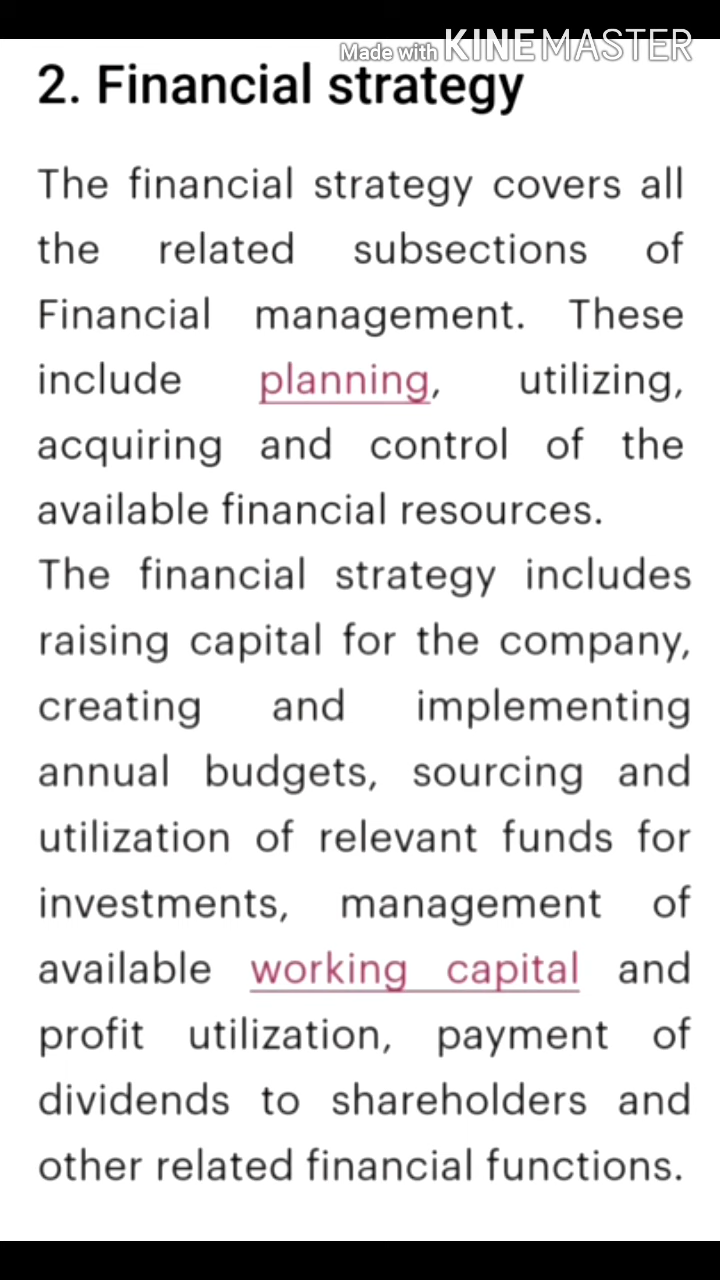 Made with KINEMASTER
2. Financial strategy
The financial strategy covers all
the related subsections of
Financial management. These
include planning, utilizing,
acquiring and control of the
available financial resources.
The financial strategy includes
raising capital for the company,
creating and implementing
annual budgets, sourcing and
utilization of relevant funds for
investments, management of
available working capital and
profit utilization, payment of
dividends to shareholders and
other related financial functions.